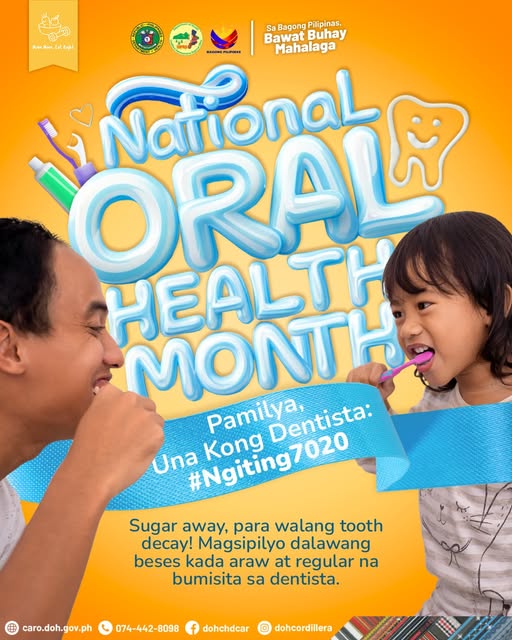 Sa Bagong Pilipinas,
Bawat Buhay
Mahalaga
BAGONG PILIPINAS
National
ORAL
HEALTH
MONTH
Pamilya,
Una Kong Dentista:
#Ngiting7020
Sugar away, para walang tooth
decay! Magsipilyo dalawang
beses kada araw at regular na
bumisita sa dentista.
caro.doh.gov.ph 074-442-8098 dohchdcar dohcordillera